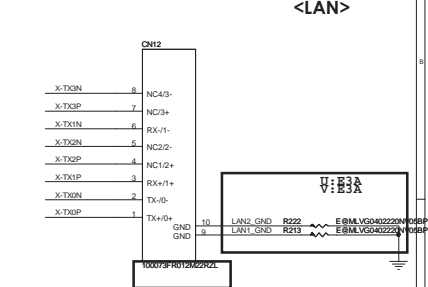 <LAN>
B
CN12
X-TX3N 8 NC4/3-
X-TX3P 7 NC/3+
X-TX1N 6 RX-/1-
X-TX2N 5 NC2/2-
X-TX2P 4 NC1/2+
X-TX1P 3 RX+/1+
X-TX0N 2 TX-/0-
X-TX0P 1 TX+/0+
U:E3A
V:E3A
GND 10 LAN2_GND R222 E@MLVG0402220NV05BP
GND 9 LAN1_GND R213 E@MLVG0402220NV05BP
100073FR012M22RZL